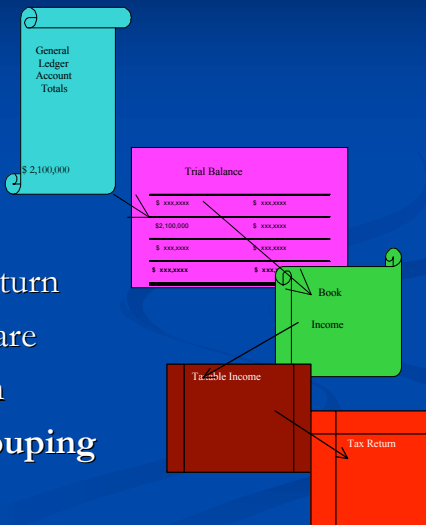 General
Ledger
Account
Totals
$ 2,100,000
Trial Balance
$ xxx,xxxx $ xxx,xxxx
$2,100,000 $ xxx,xxxx
$ xxx,xxxx $ xxx,xxxx
$ xxx,xxxx $ xxx,
Book
Income
Taxable Income
Tax Return
turn
are
ouping